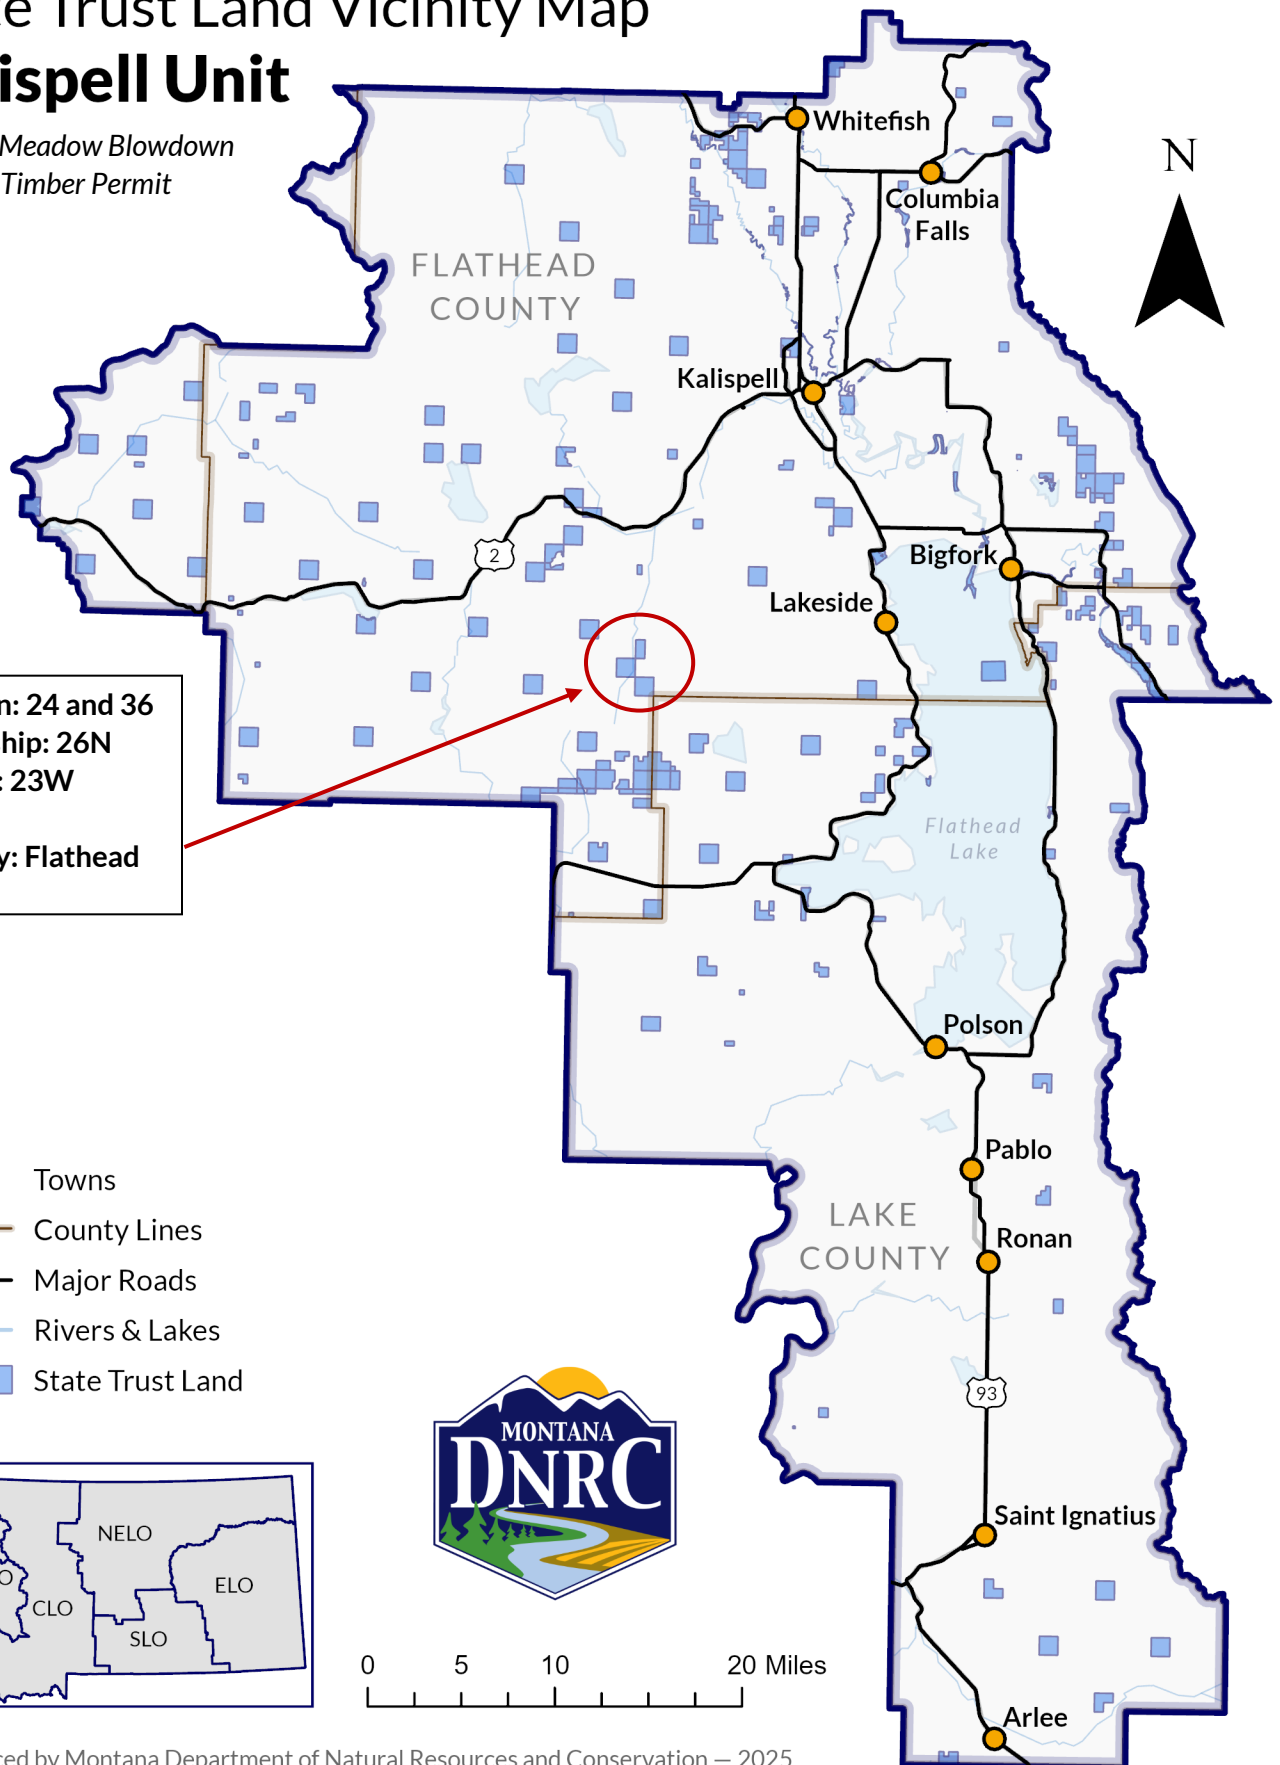 te Trust Land Vicinity Map
ispell Unit
Meadow Blowdown
Timber Permit
Whitefish
N
Columbia
Falls
FLATHEAD
COUNTY
Kalispell
2
Bigfork
Lakeside
n: 24 and 36
hip: 26N
: 23W
y: Flathead
Flathead
Lake
Polson
Pablo
LAKE
COUNTY
Ronan
Towns
County Lines
Major Roads
Rivers & Lakes
State Trust Land
93
MONTANA
DNRC
Saint Ignatius
NELO
ELO
O
CLO
SLO
0 5 10 20 Miles
Arlee
ced by Montana Department of Natural Resources and Conservation — 2025